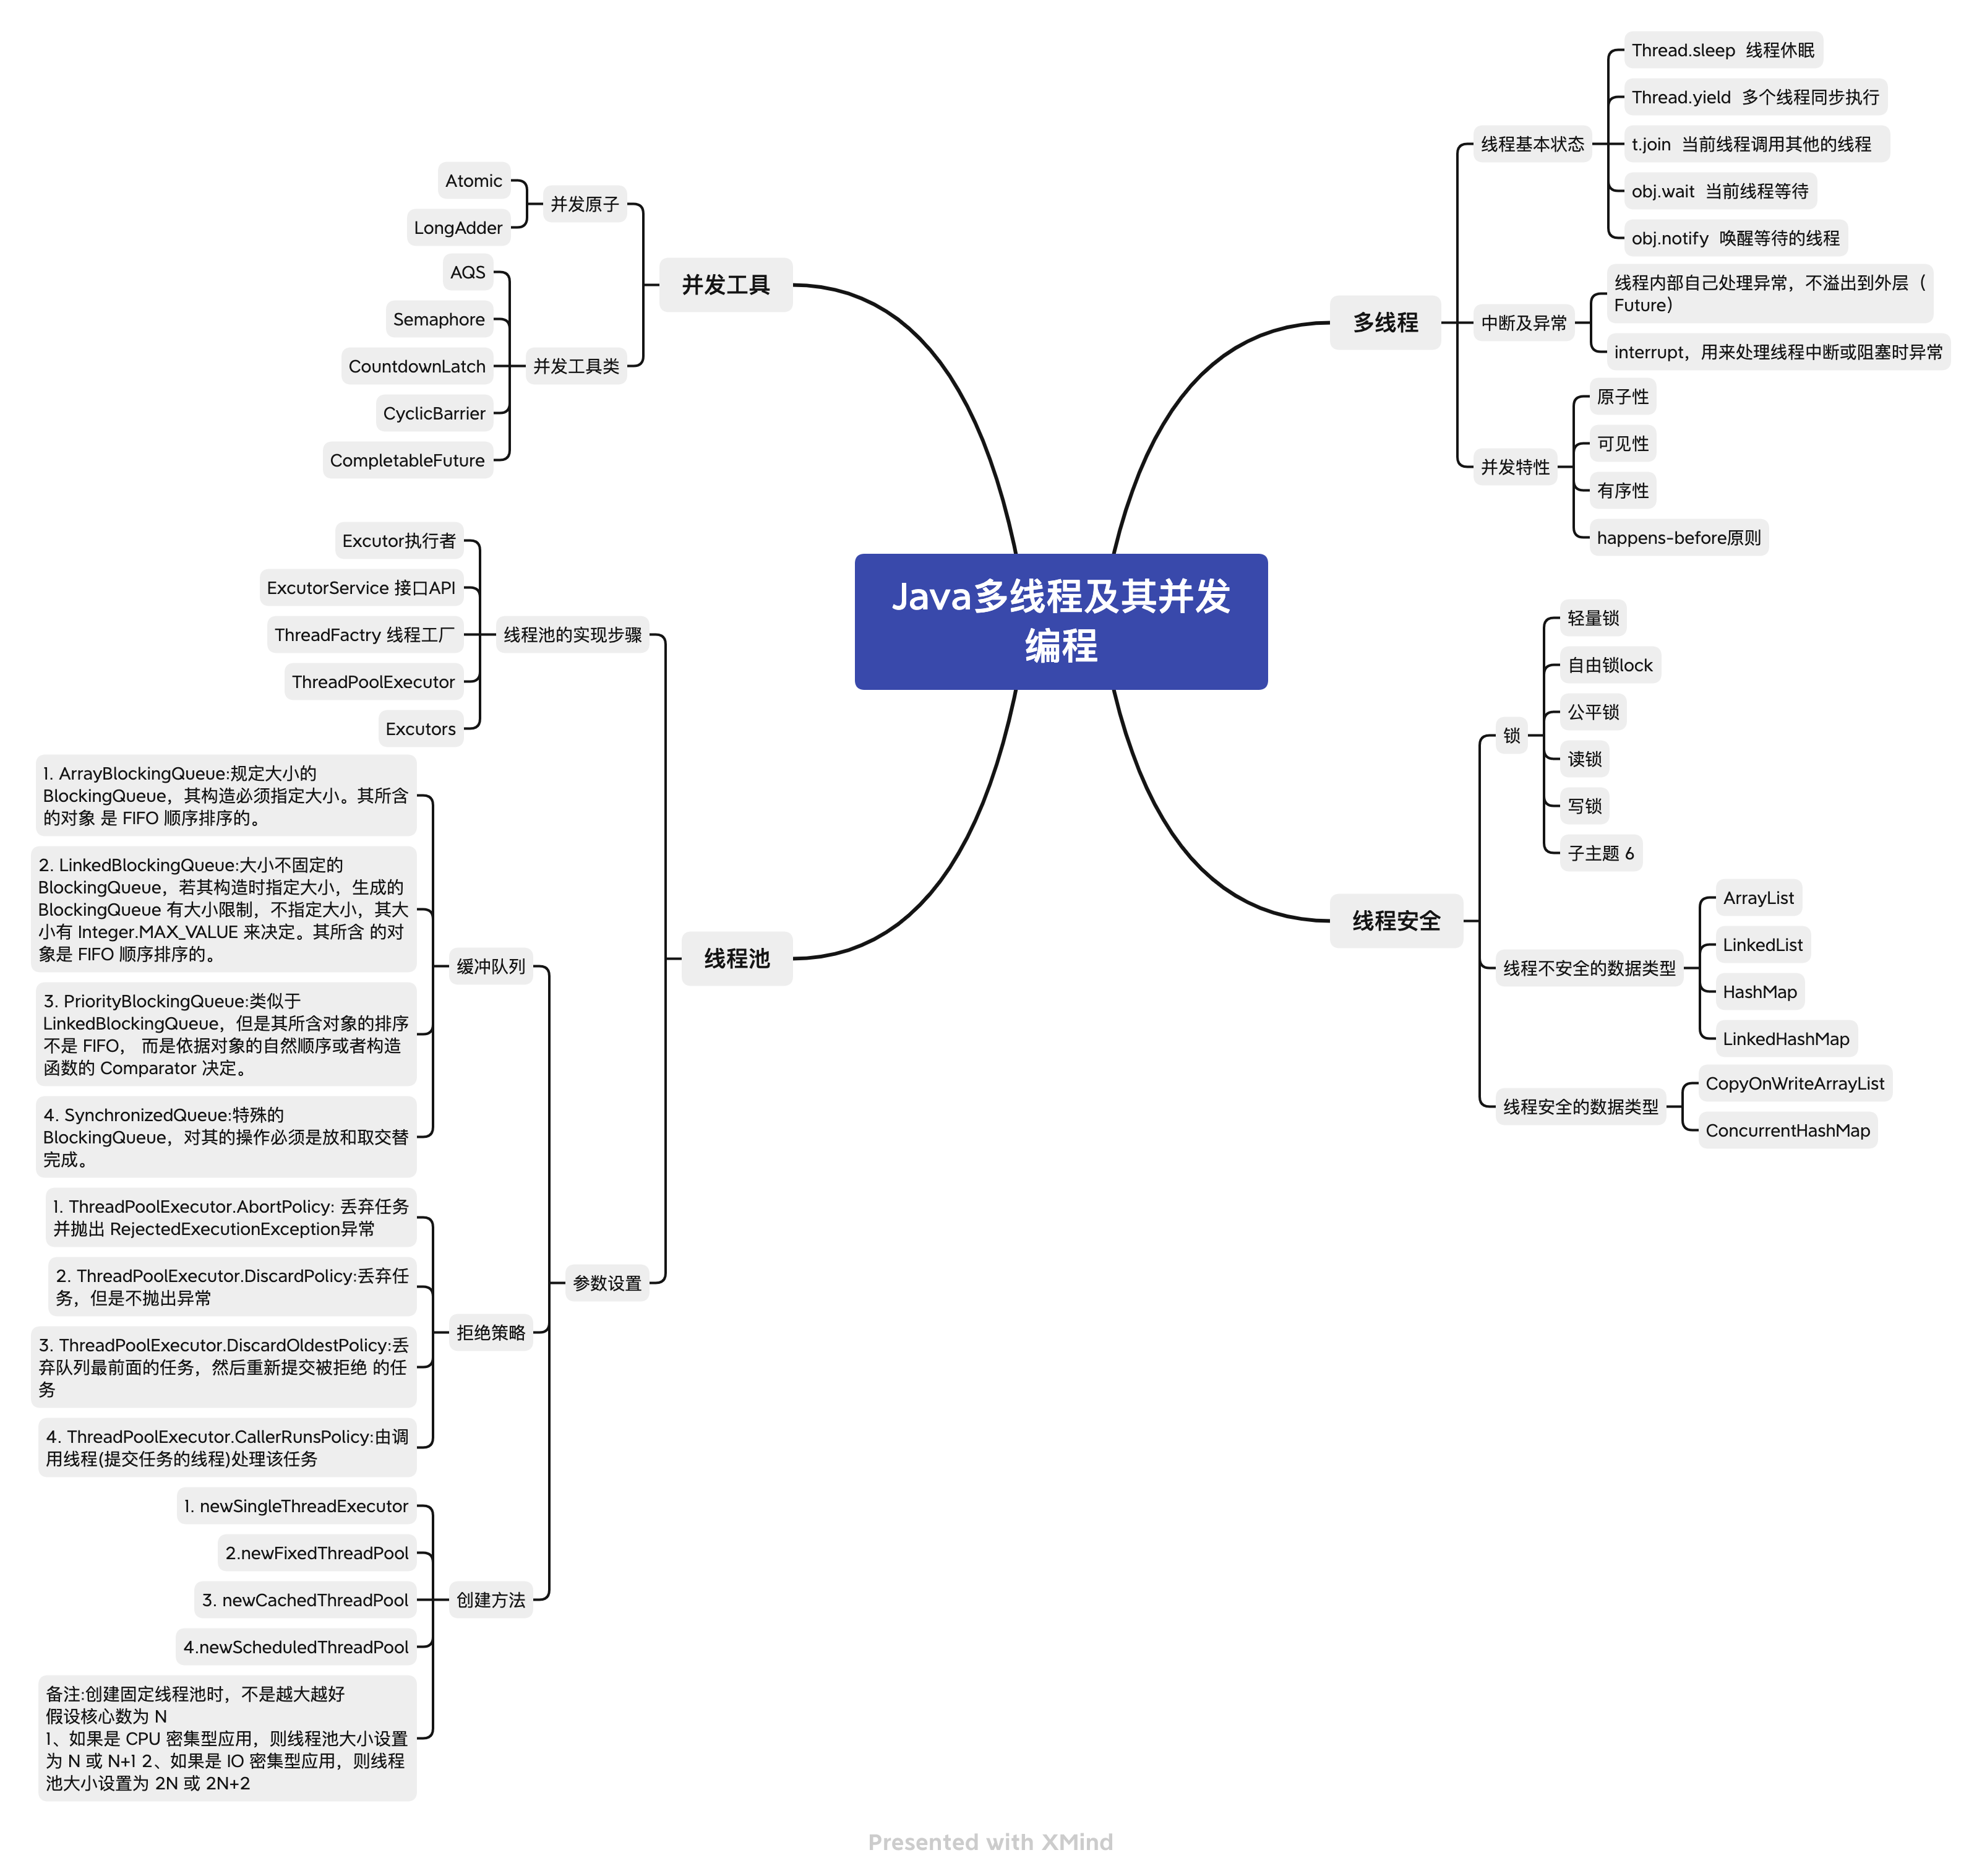 Java多线程及其并发
编程
多线程
线程基本状态
Thread.sleep  线程休眠
Thread.yield  多个线程同步执行
t.join  当前线程调用其他的线程
obj.wait  当前线程等待
obj.notify  唤醒等待的线程
中断及异常
线程内部自己处理异常，不溢出到外层（
Future）
interrupt，用来处理线程中断或阻塞时异常
并发特性
原子性
可见性
有序性
happens-before原则
线程安全
锁
轻量锁
自由锁lock
公平锁
读锁
写锁
子主题 6
线程不安全的数据类型
ArrayList
LinkedList
HashMap
LinkedHashMap
线程安全的数据类型
CopyOnWriteArrayList
ConcurrentHashMap
并发工具
并发原子
Atomic
LongAdder
并发工具类
AQS
Semaphore
CountdownLatch
CyclicBarrier
CompletableFuture
线程池
线程池的实现步骤
Excutor执行者
ExcutorService 接口API
ThreadFactry 线程工厂
ThreadPoolExecutor
Excutors
参数设置
缓冲队列
1. ArrayBlockingQueue:规定大小的
BlockingQueue，其构造必须指定大小。其所含
的对象 是 FIFO 顺序排序的。
2. LinkedBlockingQueue:大小不固定的
BlockingQueue，若其构造时指定大小，生成的
BlockingQueue 有大小限制，不指定大小，其大
小有 Integer.MAX_VALUE 来决定。其所含 的对
象是 FIFO 顺序排序的。
3. PriorityBlockingQueue:类似于
LinkedBlockingQueue，但是其所含对象的排序
不是 FIFO， 而是依据对象的自然顺序或者构造
函数的 Comparator 决定。
4. SynchronizedQueue:特殊的
BlockingQueue，对其的操作必须是放和取交替
完成。
拒绝策略
1. ThreadPoolExecutor.AbortPolicy: 丢弃任务
并抛出 RejectedExecutionException异常
2. ThreadPoolExecutor.DiscardPolicy:丢弃任
务，但是不抛出异常
3. ThreadPoolExecutor.DiscardOldestPolicy:丢
弃队列最前面的任务，然后重新提交被拒绝 的任
务
4. ThreadPoolExecutor.CallerRunsPolicy:由调
用线程(提交任务的线程)处理该任务
创建方法
1. newSingleThreadExecutor
2.newFixedThreadPool
3. newCachedThreadPool
4.newScheduledThreadPool
备注:创建固定线程池时，不是越大越好
假设核心数为 N
1、如果是 CPU 密集型应用，则线程池大小设置
为 N 或 N+1 2、如果是 IO 密集型应用，则线程
池大小设置为 2N 或 2N+2
Presented with XMind